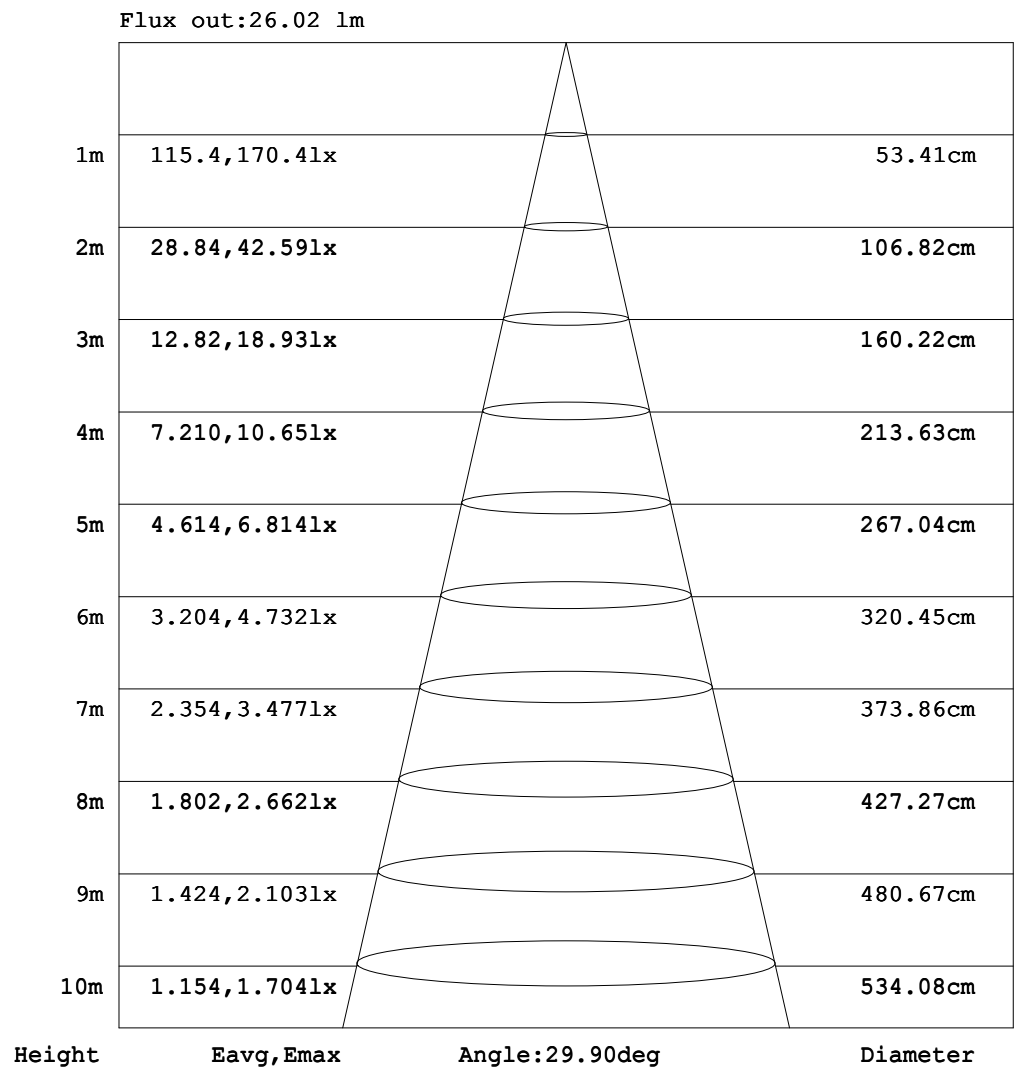 Flux out:26.02 lm
1m 115.4,170.4lx 53.41cm
2m 28.84,42.59lx 106.82cm
3m 12.82,18.93lx 160.22cm
4m 7.210,10.65lx 213.63cm
5m 4.614,6.814lx 267.04cm
6m 3.204,4.732lx 320.45cm
7m 2.354,3.477lx 373.86cm
8m 1.802,2.662lx 427.27cm
9m 1.424,2.103lx 480.67cm
10m 1.154,1.704lx 534.08cm
Height Eavg,Emax Angle:29.90deg Diameter